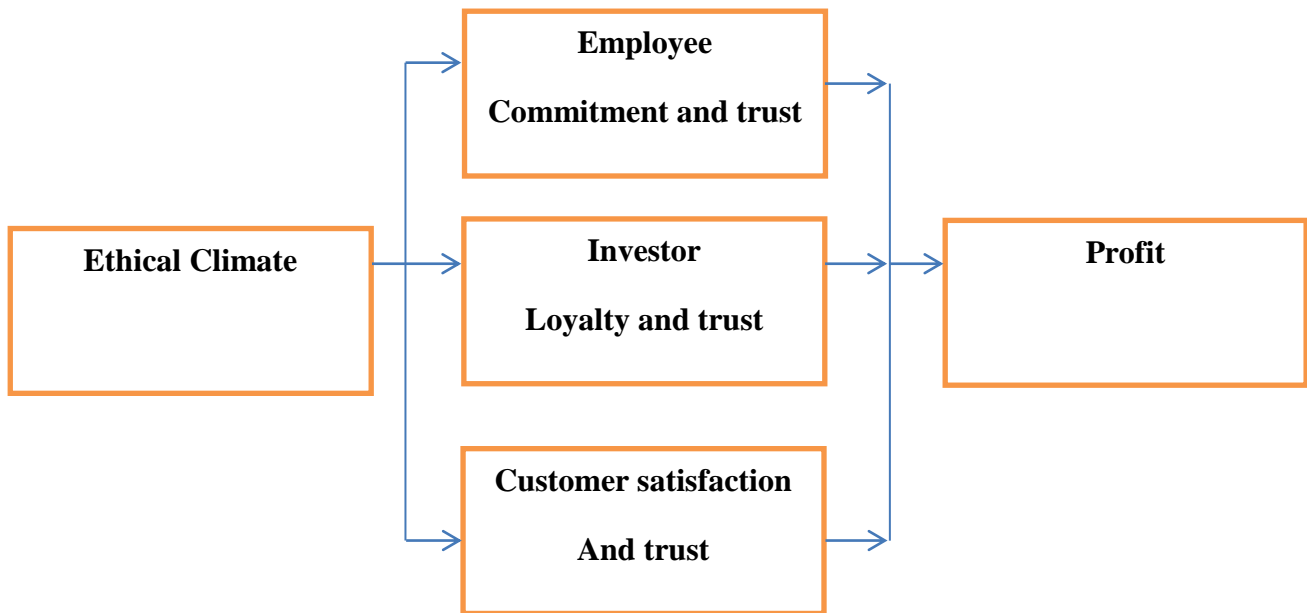 Ethical Climate
Employee
Commitment and trust
Investor
Loyalty and trust
Customer satisfaction
And trust
Profit